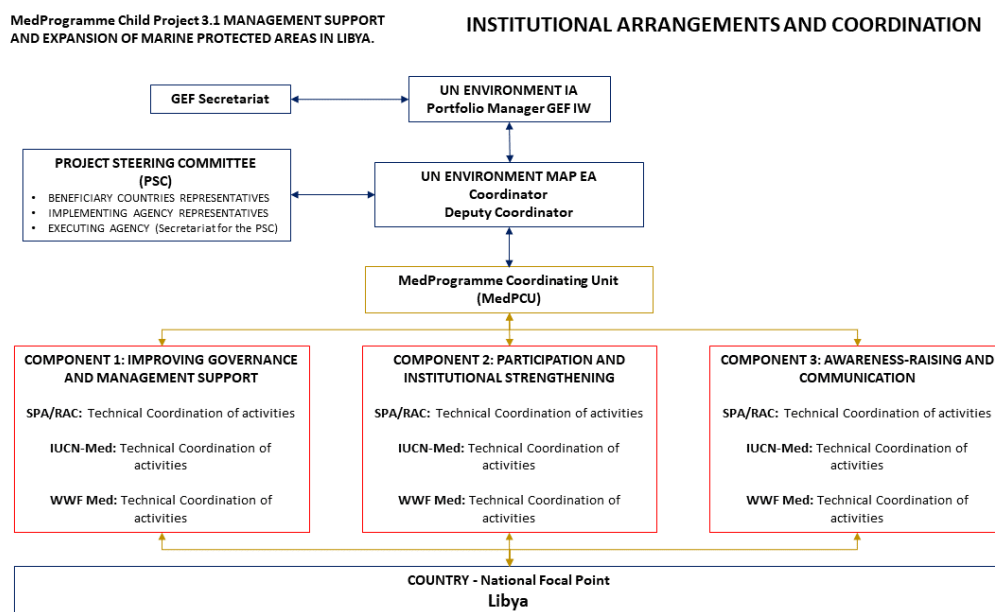 MedProgramme Child Project 3.1 MANAGEMENT SUPPORT
AND EXPANSION OF MARINE PROTECTED AREAS IN LIBYA.
INSTITUTIONAL ARRANGEMENTS AND COORDINATION
GEF Secretariat
UN ENVIRONMENT IA
Portfolio Manager GEF IW
PROJECT STEERING COMMITTEE
(PSC)
• BENEFICIARY COUNTRIES REPRESENTATIVES
• IMPLEMENTING AGENCY REPRESENTATIVES
• EXECUTING AGENCY (Secretariat for the PSC)
UN ENVIRONMENT MAP EA
Coordinator
Deputy Coordinator
MedProgramme Coordinating Unit
(MedPCU)
COMPONENT 1: IMPROVING GOVERNANCE
AND MANAGEMENT SUPPORT
SPA/RAC: Technical Coordination of activities
IUCN-Med: Technical Coordination of
activities
WWF Med: Technical Coordination of
activities
COMPONENT 2: PARTICIPATION AND
INSTITUTIONAL STRENGTHENING
SPA/RAC: Technical Coordination of activities
IUCN-Med: Technical Coordination of
activities
WWF Med: Technical Coordination of
activities
COMPONENT 3: AWARENESS-RAISING AND
COMMUNICATION
SPA/RAC: Technical Coordination of activities
IUCN-Med: Technical Coordination of
activities
WWF Med: Technical Coordination of
activities
COUNTRY - National Focal Point
Libya